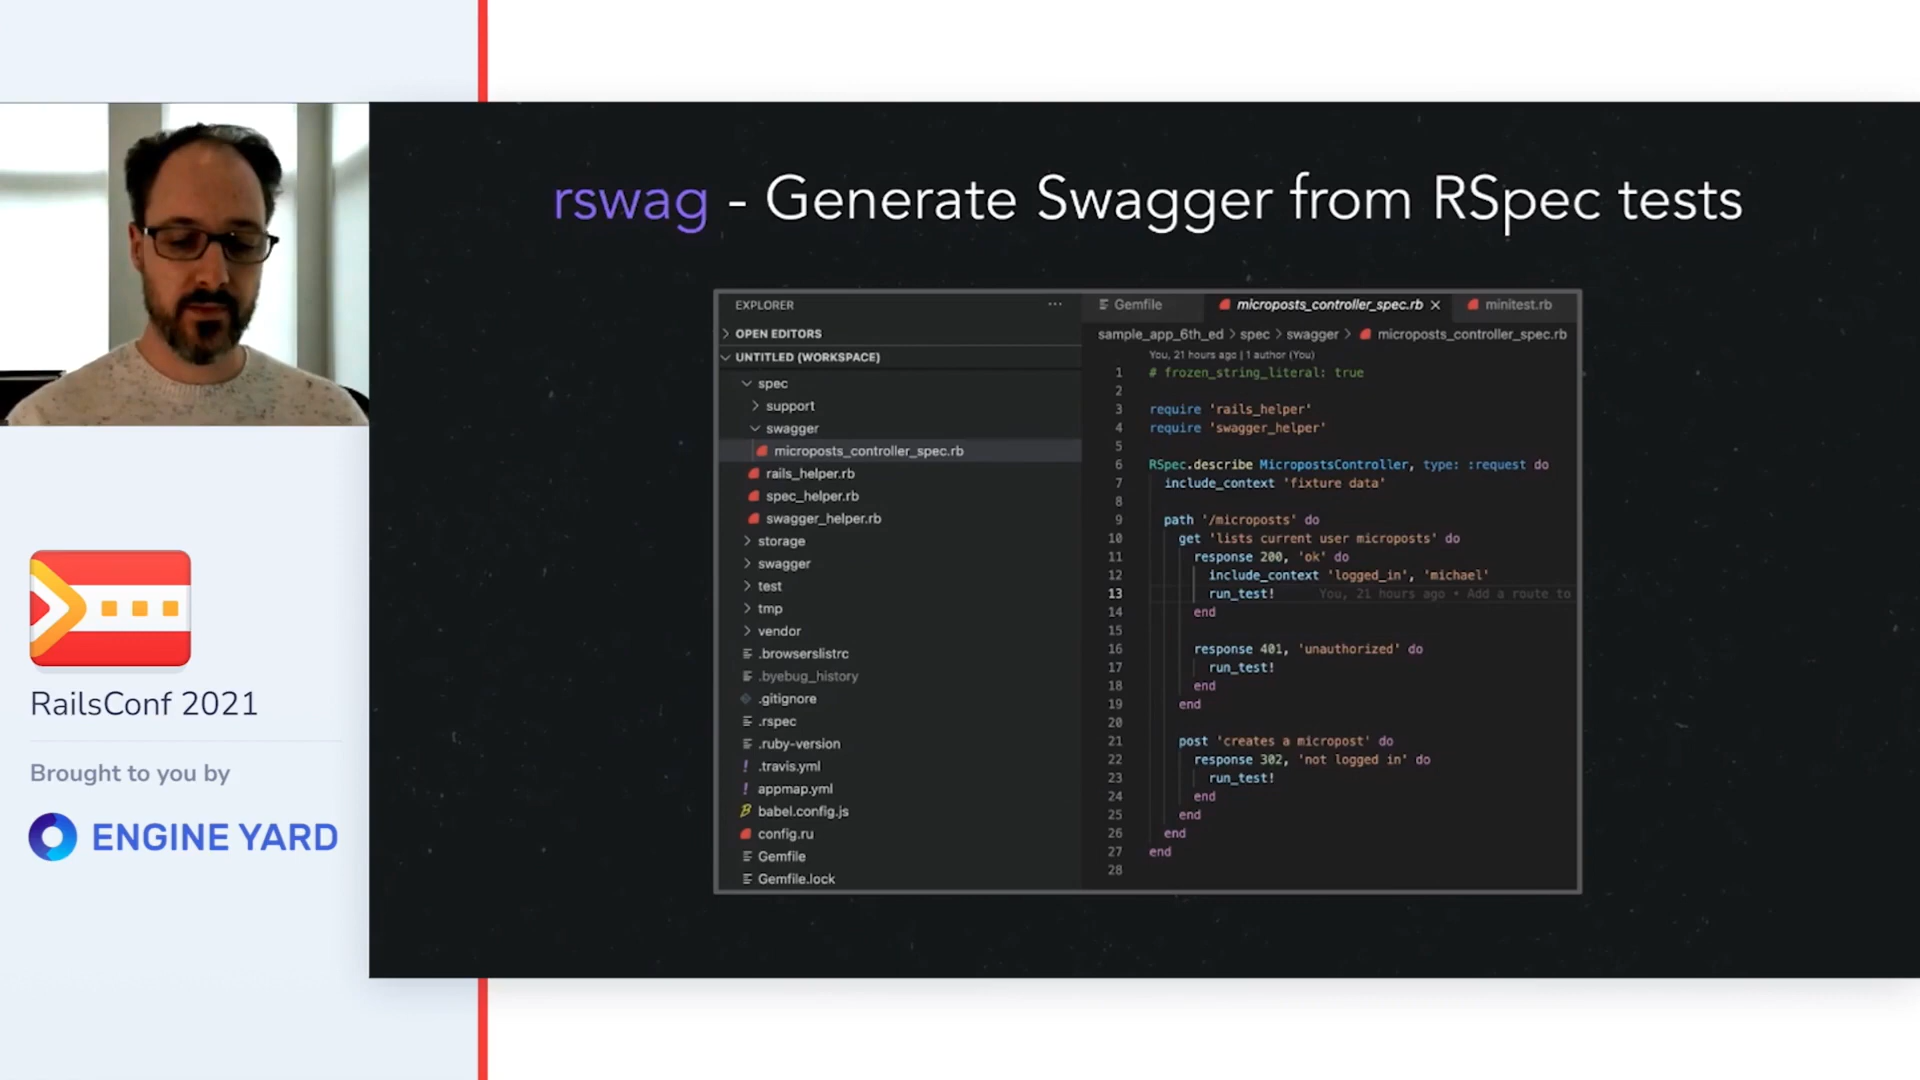 rswag - Generate Swagger from RSpec tests
EXPLORER
OPEN EDITORS
UNTITLED (WORKSPACE)
spec
support
swagger
microposts_controller_spec.rb
rails_helper.rb
spec_helper.rb
swagger_helper.rb
storage
swagger
test
tmp
vendor
.browserslistrc
.byebug_history
.gitignore
.rspec
.ruby-version
.travis.yml
appmap.yml
babel.config.js
config.ru
Gemfile
Gemfile.lock
Gemfile microposts_controller_spec.rb minitest.rb
sample_app_6th_ed > spec > swagger > microposts_controller_spec.rb
You, 21 hours ago | 1 author (You)
1 # frozen_string_literal: true
2
3 require 'rails_helper'
4 require 'swagger_helper'
5
6 RSpec.describe MicropostsController, type: :request do
7 include_context 'fixture data'
8
9 path '/microposts' do
10 get 'lists current user microposts' do
11 response 200, 'ok' do
12 include_context 'logged_in', 'michael'
13 run_test! You, 21 hours ago • Add a route to
14 end
15
16 response 401, 'unauthorized' do
17 run_test!
18 end
19 end
20
21 post 'creates a micropost' do
22 response 302, 'not logged in' do
23 run_test!
24 end
25 end
26 end
27 end
28
RailsConf 2021
Brought to you by
ENGINE YARD